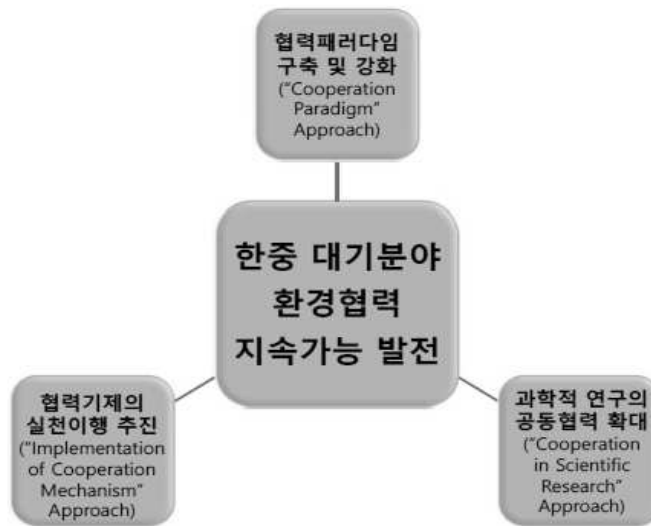 협력패러다임
구축 및 강화
("Cooperation
Paradigm"
Approach)
한중 대기분야
환경협력
지속가능 발전
협력기제의
실천이행 추진
("Implementation
of Cooperation
Mechanism"
Approach)
과학적 연구의
공동협력 확대
("Cooperation
in Scientific
Research"
Approach)